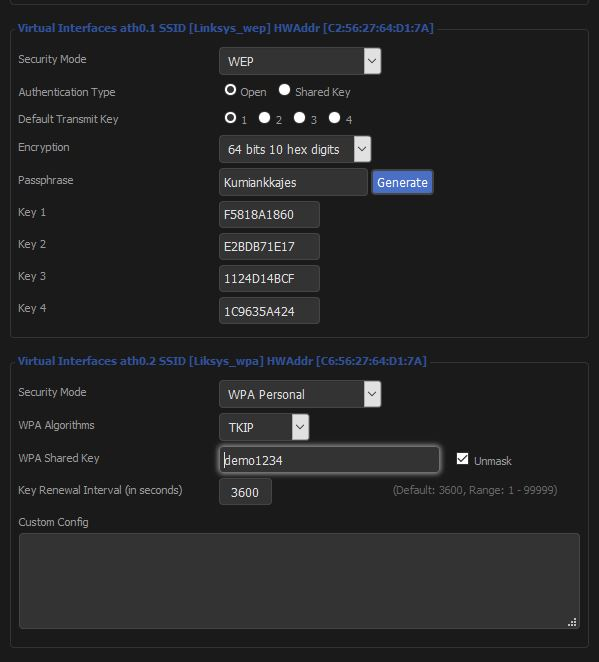 Virtual Interfaces ath0.1 SSID [Linksys_wep] HWAddr [C2:56:27:64:D1:7A]
Security Mode WEP
Authentication Type Open Shared Key
Default Transmit Key 1 2 3 4
Encryption 64 bits 10 hex digits
Passphrase Kumiankkajes Generate
Key 1 F5818A1860
Key 2 E2BDB71E17
Key 3 1124D14BCF
Key 4 1C9635A424
Virtual Interfaces ath0.2 SSID [Liksys_wpa] HWAddr [C6:56:27:64:D1:7A]
Security Mode WPA Personal
WPA Algorithms TKIP
WPA Shared Key demo1234 Unmask
Key Renewal Interval (in seconds) 3600 (Default: 3600, Range: 1 - 99999)
Custom Config